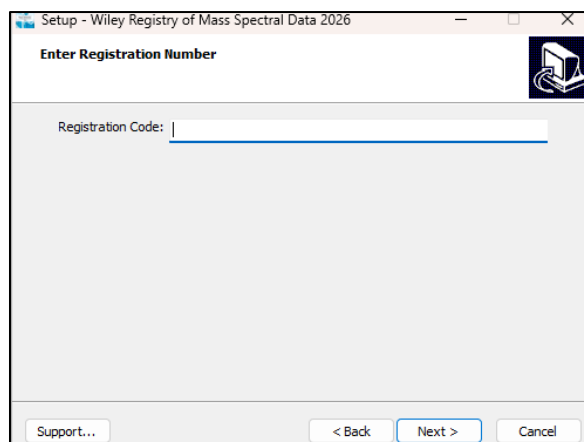 Setup - Wiley Registry of Mass Spectral Data 2026
Enter Registration Number
Registration Code:
Support...
< Back
Next >
Cancel